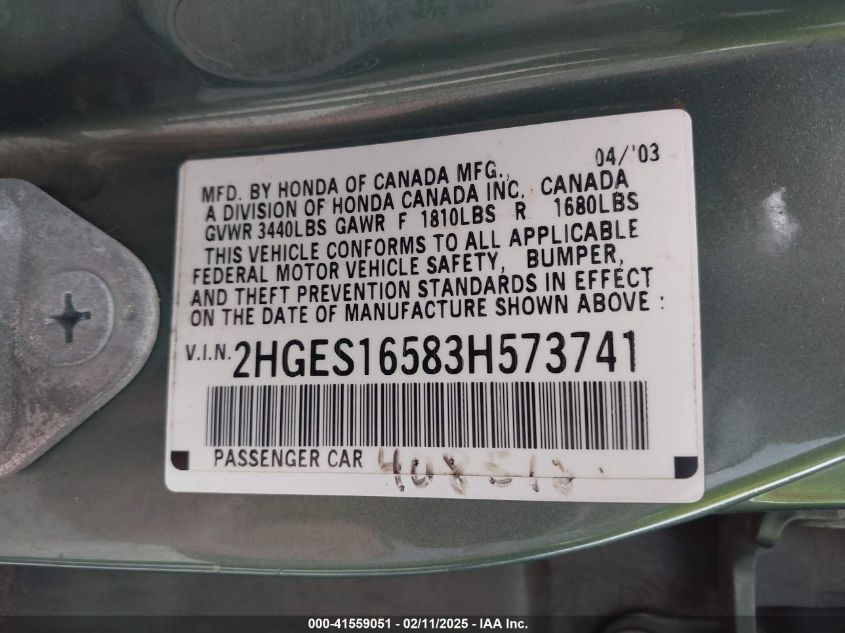 04/'03
MFD. BY HONDA OF CANADA MFG.,
A DIVISION OF HONDA CANADA INC., CANADA
GVWR 3440LBS GAWR F 1810LBS R 1680LBS
THIS VEHICLE CONFORMS TO ALL APPLICABLE
FEDERAL MOTOR VEHICLE SAFETY, BUMPER,
AND THEFT PREVENTION STANDARDS IN EFFECT
ON THE DATE OF MANUFACTURE SHOWN ABOVE:
V.I.N. 2HGES16583H573741
PASSENGER CAR
000-41559051 - 02/11/2025 - IAA Inc.